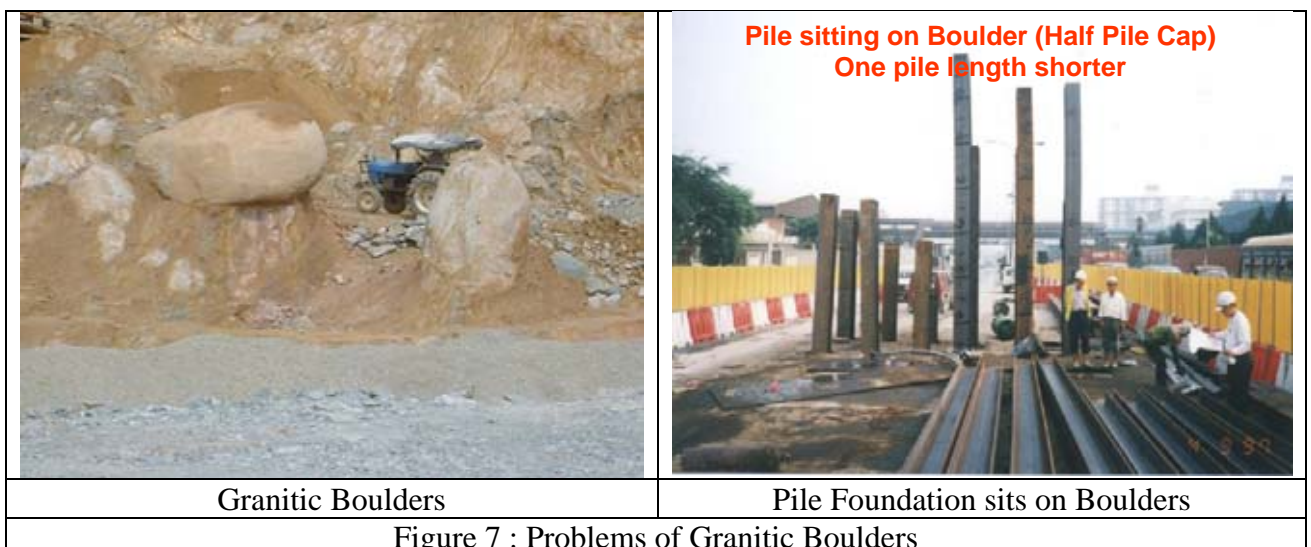 Pile sitting on Boulder (Half Pile Cap)
One pile length shorter
Granitic Boulders
Pile Foundation sits on Boulders
Figure 7 : Problems of Granitic Boulders